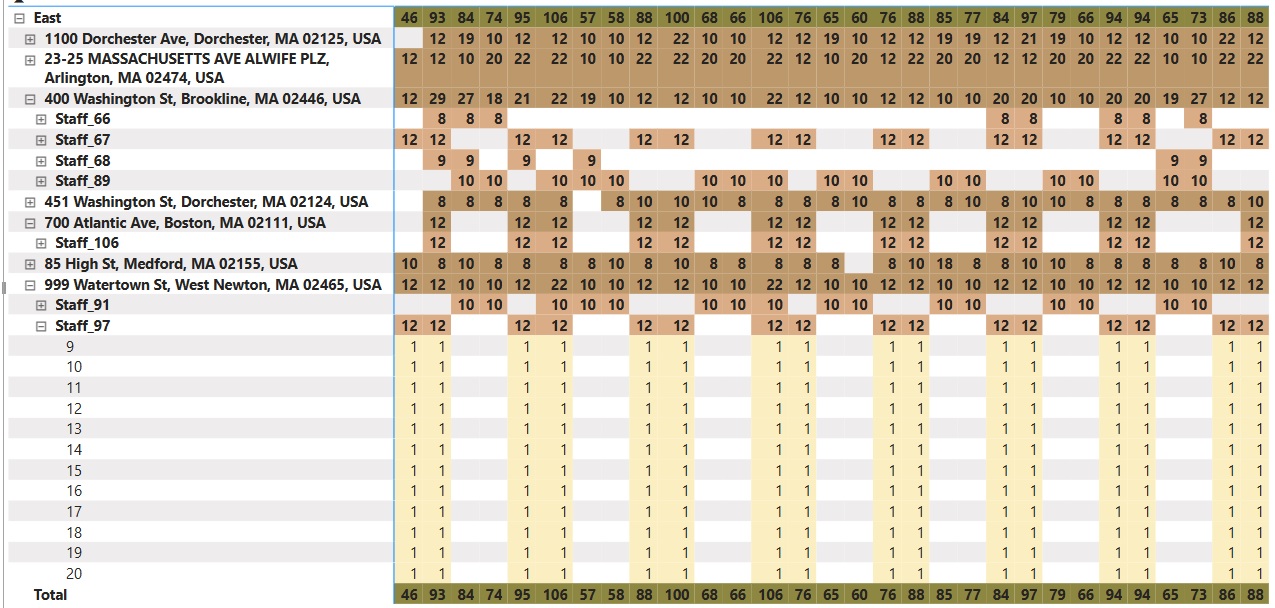 East 46 93 84 74 95 106 57 58 88 100 68 66 106 76 65 60 76 88 85 77 84 97 79 66 94 94 65 73 86 88
1100 Dorchester Ave, Dorchester, MA 02125, USA 12 19 10 12 12 10 10 12 22 10 10 12 12 19 10 12 12 19 19 12 21 19 10 12 12 10 10 22 12
23-25 MASSACHUSETTS AVE ALWIFE PLZ, 12 12 10 20 22 22 10 10 22 22 20 20 22 22 10 10 22 22 10 10 12 12 20 20 22 22 10 10 22 22
Arlington, MA 02474, USA
400 Washington St, Brookline, MA 02446, USA 12 29 27 18 21 22 19 10 12 12 10 10 22 12 10 10 12 12 10 10 20 20 10 10 20 20 19 27 12 12
Staff_66 8 8 8 8 8 8 8 8
Staff_67 12 12 12 12 12 12 12 12 12 12 12 12 12 12 12 12
Staff_68 9 9 9 9 9 9
Staff_89 10 10 10 10 10 10 10 10 10 10 10 10 10 10 10 10
451 Washington St, Dorchester, MA 02124, USA 8 8 8 8 8 8 10 10 10 8 8 8 8 10 8 8 8 8 8 10 10 8 8 8 8 8 8 10
700 Atlantic Ave, Boston, MA 02111, USA 12 12 12 12 12 12 12 12 12 12 12 12 12 12
Staff_106 12 12 12 12 12 12 12 12 12 12 12 12 12 12
85 High St, Medford, MA 02155, USA 10 8 10 8 8 8 8 10 8 10 8 8 8 8 8 8 10 18 8 8 10 10 8 8 8 8 8 10 8
999 Watertown St, West Newton, MA 02465, USA 12 12 10 10 12 22 10 10 12 12 10 10 22 12 10 10 12 12 10 10 12 12 10 10 12 12 10 10 12 12
Staff_91 10 10 10 10 10 10 10 10 10 10 10 10 10 10 10 10
Staff_97 12 12 12 12 12 12 12 12 12 12 12 12 12 12 12 12
9 1 1 1 1 1 1 1 1 1 1 1 1 1 1 1 1
10 1 1 1 1 1 1 1 1 1 1 1 1 1 1 1 1
11 1 1 1 1 1 1 1 1 1 1 1 1 1 1 1 1
12 1 1 1 1 1 1 1 1 1 1 1 1 1 1 1 1
13 1 1 1 1 1 1 1 1 1 1 1 1 1 1 1 1
14 1 1 1 1 1 1 1 1 1 1 1 1 1 1 1 1
15 1 1 1 1 1 1 1 1 1 1 1 1 1 1 1 1
16 1 1 1 1 1 1 1 1 1 1 1 1 1 1 1 1
17 1 1 1 1 1 1 1 1 1 1 1 1 1 1 1 1
18 1 1 1 1 1 1 1 1 1 1 1 1 1 1 1 1
19 1 1 1 1 1 1 1 1 1 1 1 1 1 1 1 1
20 1 1 1 1 1 1 1 1 1 1 1 1 1 1 1 1
Total 46 93 84 74 95 106 57 58 88 100 68 66 106 76 65 60 76 88 85 77 84 97 79 66 94 94 65 73 86 88